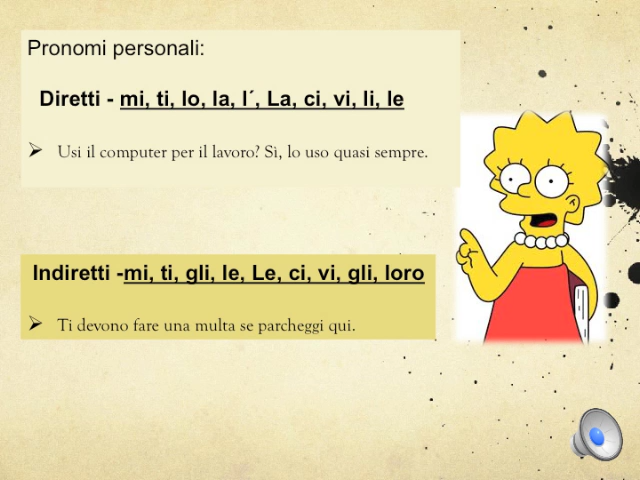 Pronomi personali:
Diretti - mi, ti, lo, la, l´, La, ci, vi, li, le
Usi il computer per il lavoro? Sì, lo uso quasi sempre.
Indiretti -mi, ti, gli, le, Le, ci, vi, gli, loro
Ti devono fare una multa se parcheggi qui.